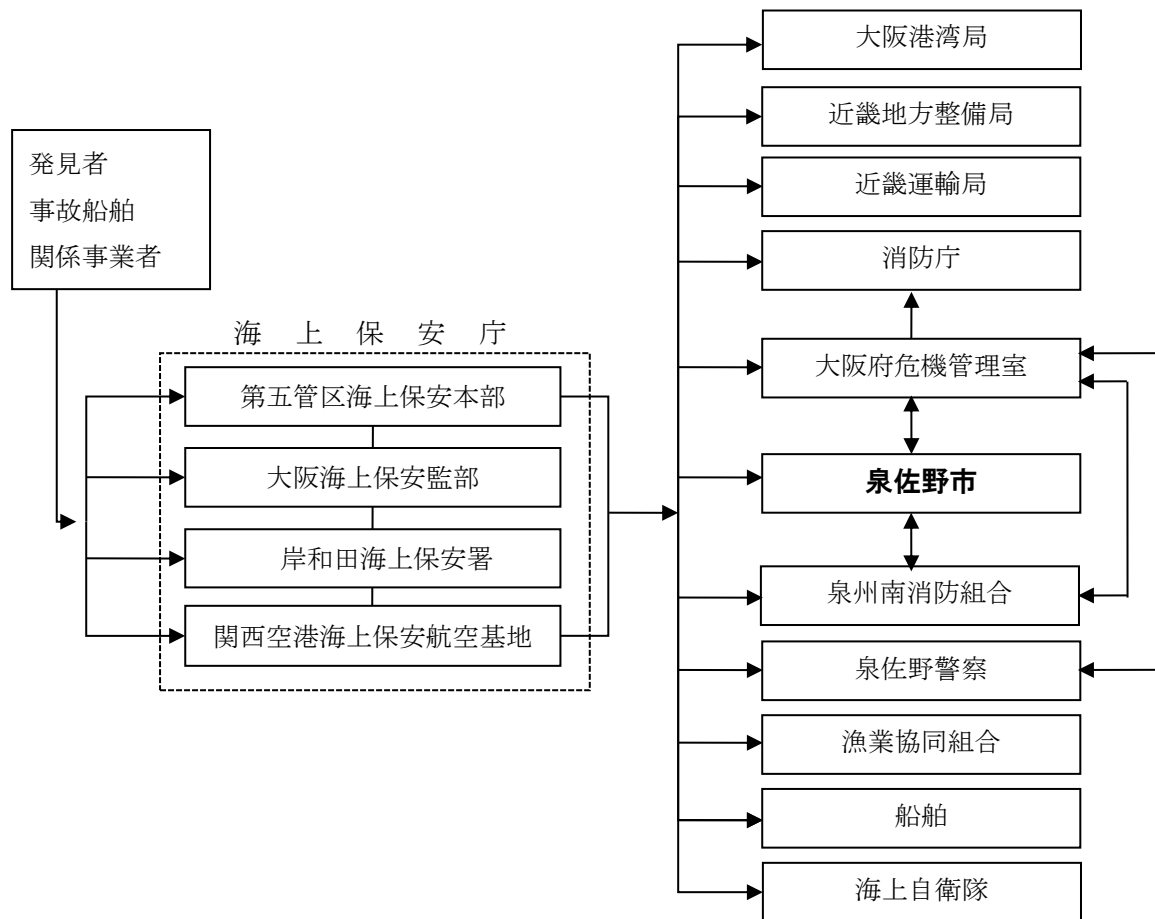 発見者
事故船舶
関係事業者
海上保安庁
第五管区海上保安本部
大阪海上保安監部
岸和田海上保安署
関西空港海上保安航空基地
大阪港湾局
近畿地方整備局
近畿運輸局
消防庁
大阪府危機管理室
泉佐野市
泉州南消防組合
泉佐野警察
漁業協同組合
船舶
海上自衛隊